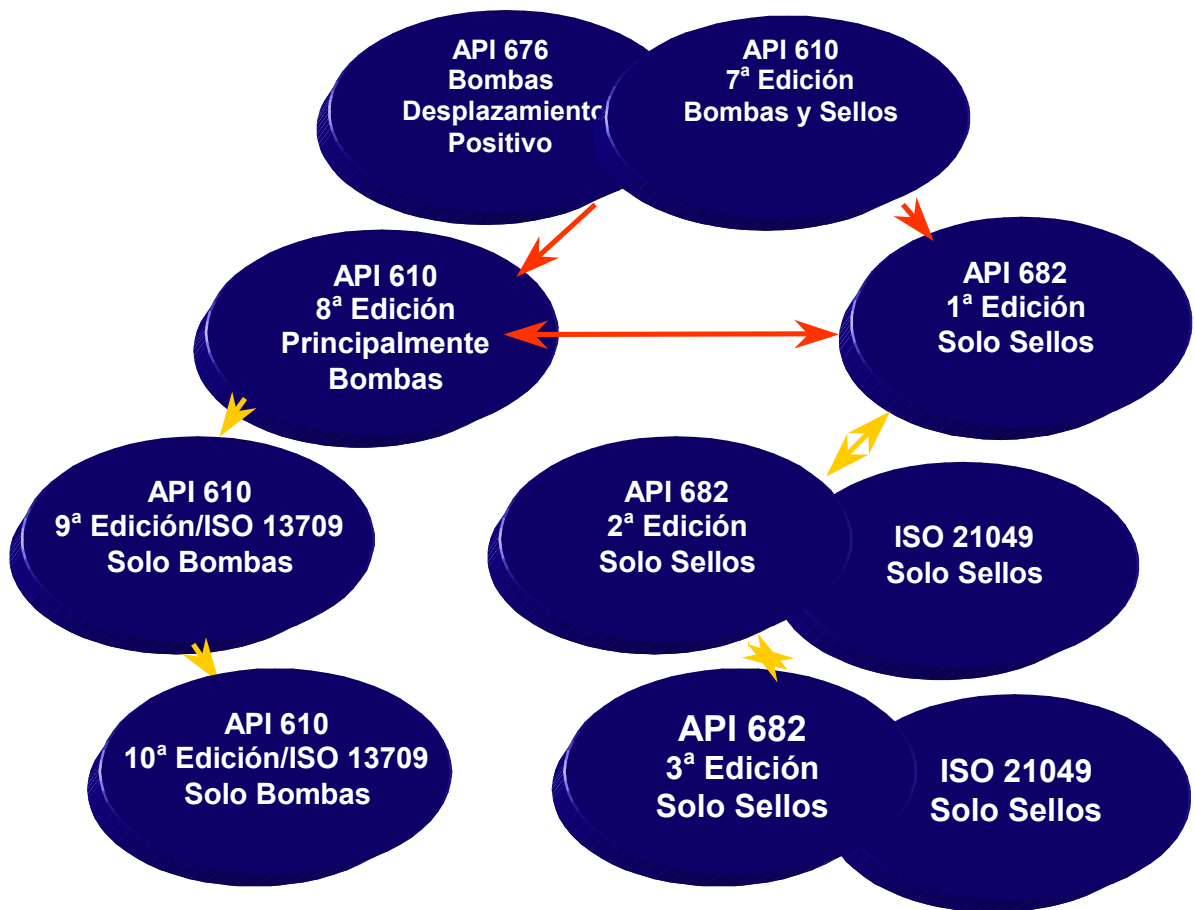 API 676
Bombas
Desplazamiento
Positivo
API 610
7ª Edición
Bombas y Sellos
API 610
8ª Edición
Principalmente
Bombas
API 682
1ª Edición
Solo Sellos
API 610
9ª Edición/ISO 13709
Solo Bombas
API 682
2ª Edición
Solo Sellos
ISO 21049
Solo Sellos
API 610
10ª Edición/ISO 13709
Solo Bombas
API 682
3ª Edición
Solo Sellos
ISO 21049
Solo Sellos